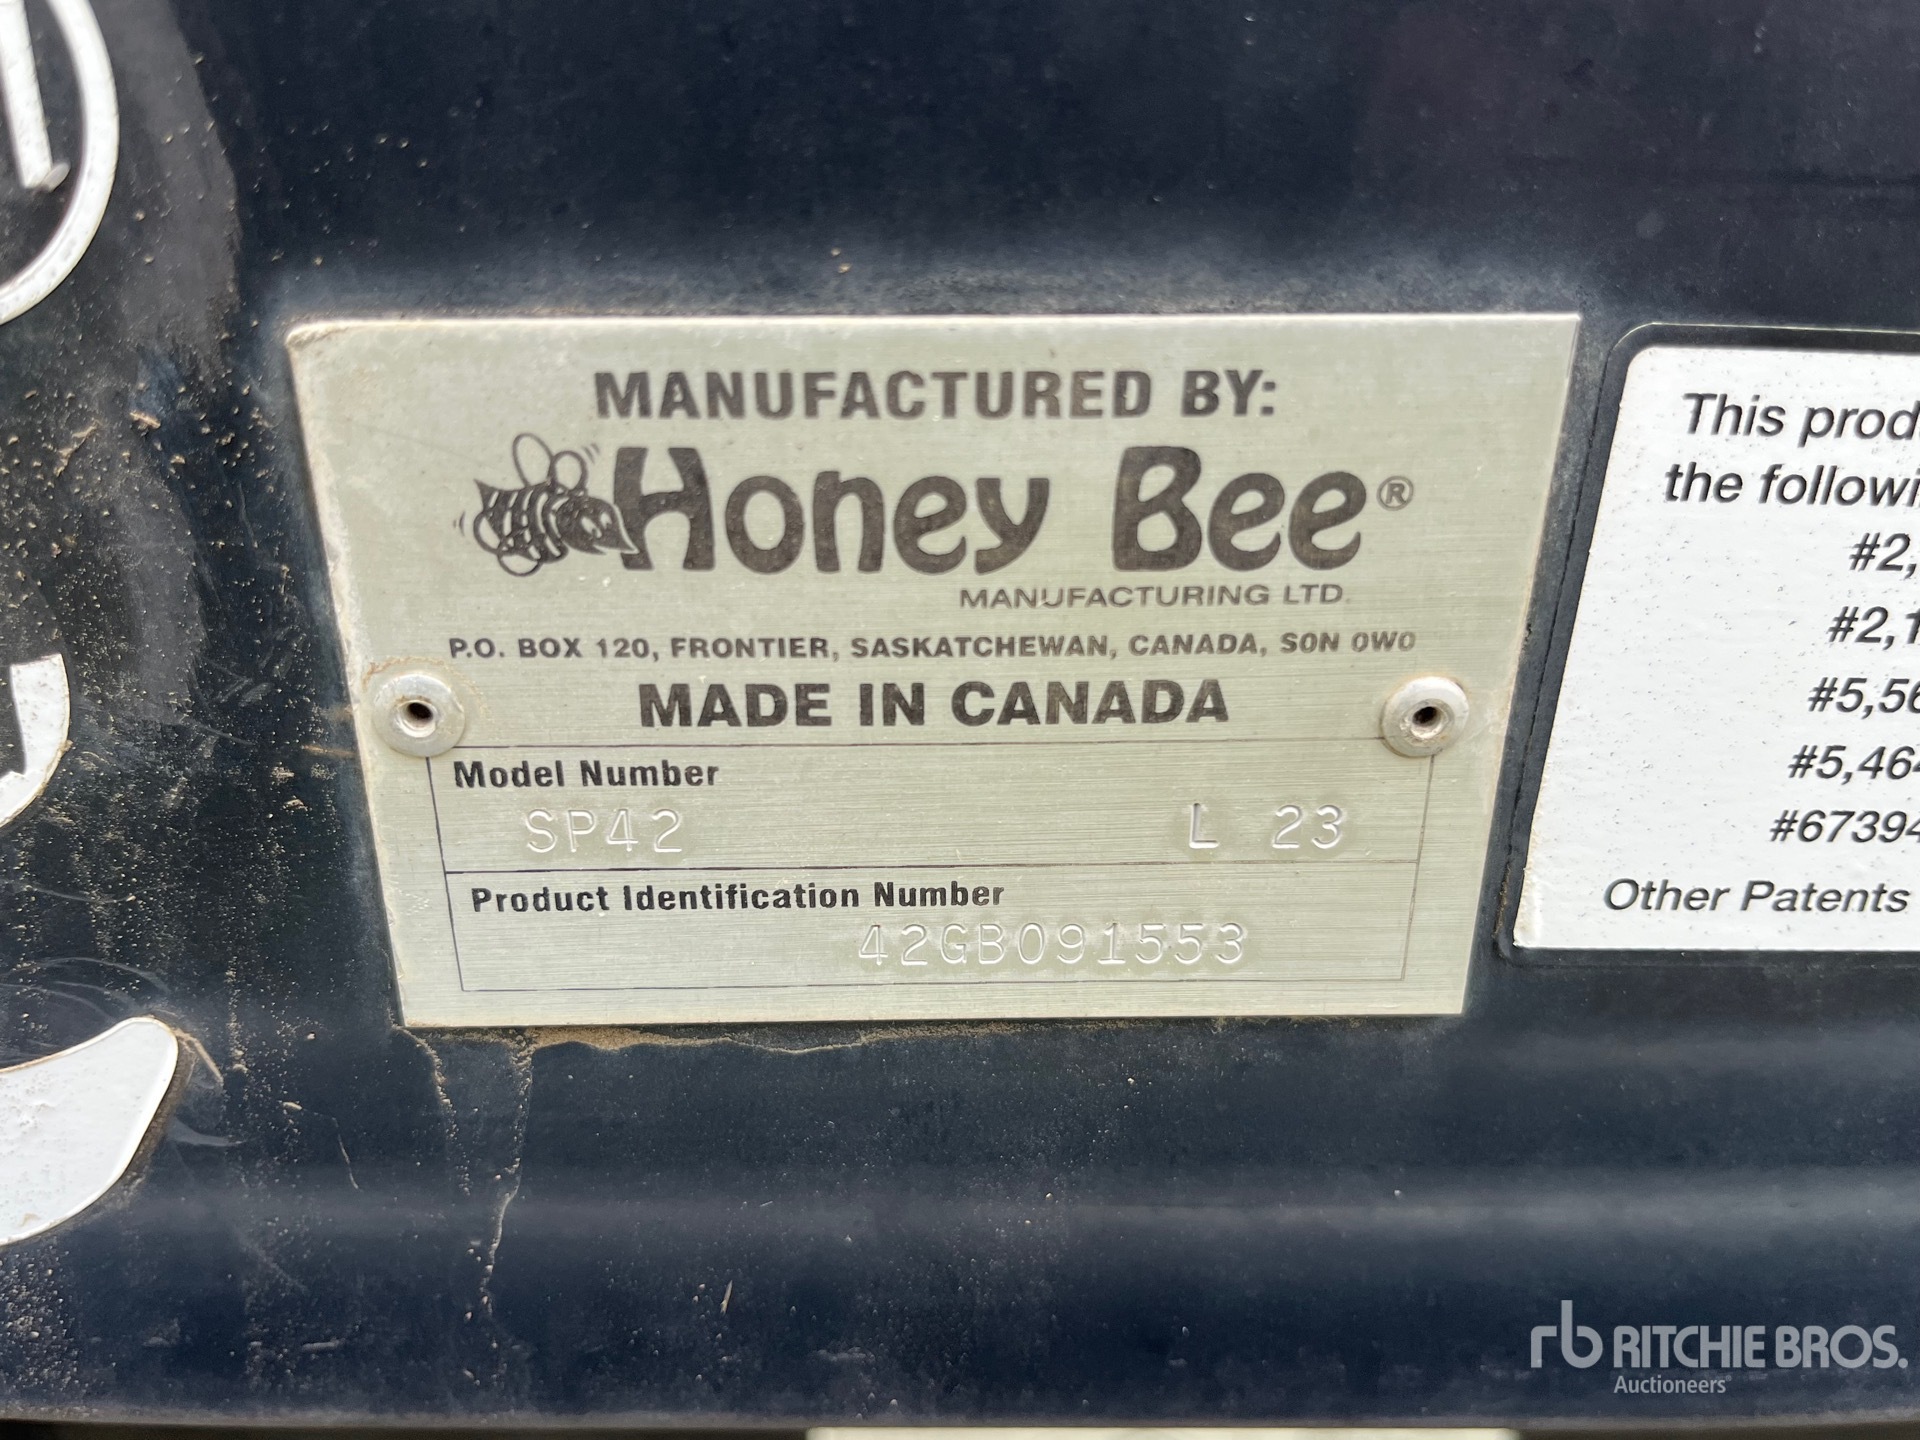 MANUFACTURED BY:
Honey Bee®
MANUFACTURING LTD.
P.O. BOX 120, FRONTIER, SASKATCHEWAN, CANADA, S0N 0W0
MADE IN CANADA
Model Number
SP42 L 23
Product Identification Number
42GB091553
This prod
the followi
#2,
#2,1
#5,56
#5,464
#67394
Other Patents
rb RITCHIE BROS.
Auctioneers